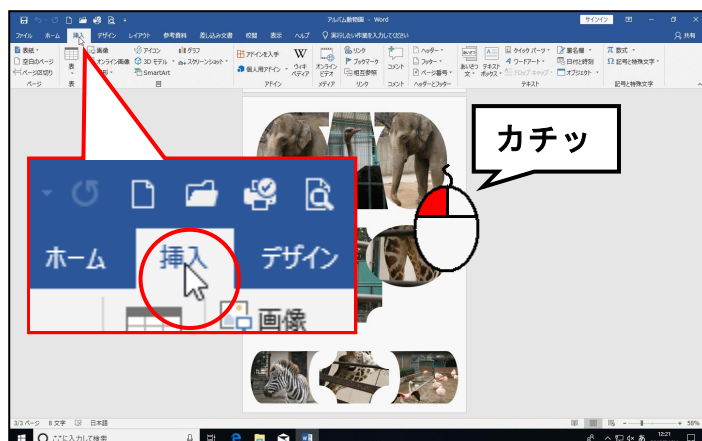 アルバム動物園 - Word
サインイン
ファイル ホーム 挿入 デザイン レイアウト 参考資料 差し込み文書 校閲 表示 ヘルプ 実行したい作業を入力してください
共有
表紙
空白のページ
ページ区切り
ページ
表
表
画像
オンライン画像
アイコン
3D モデル
SmartArt
グラフ
スクリーンショット
図
アドインを入手
個人用アドイン
アドイン
W
ウィキ
ペディア
オンライン
ビデオ
メディア
リンク
ブックマーク
相互参照
リンク
コメント
コメント
ヘッダー
フッター
ページ番号
ヘッダーとフッター
あいさつ
文
テキスト
ボックス
クイック パーツ
ワードアート
ドロップ キャップ
署名欄
日付と時刻
オブジェクト
テキスト
π 数式
Ω 記号と特殊文字
記号と特殊文字
カチッ
ホーム 挿入 デザイン
画像
3/3 ページ 8 文字 日本語
58%
ここに入力して検索
あ
12:21